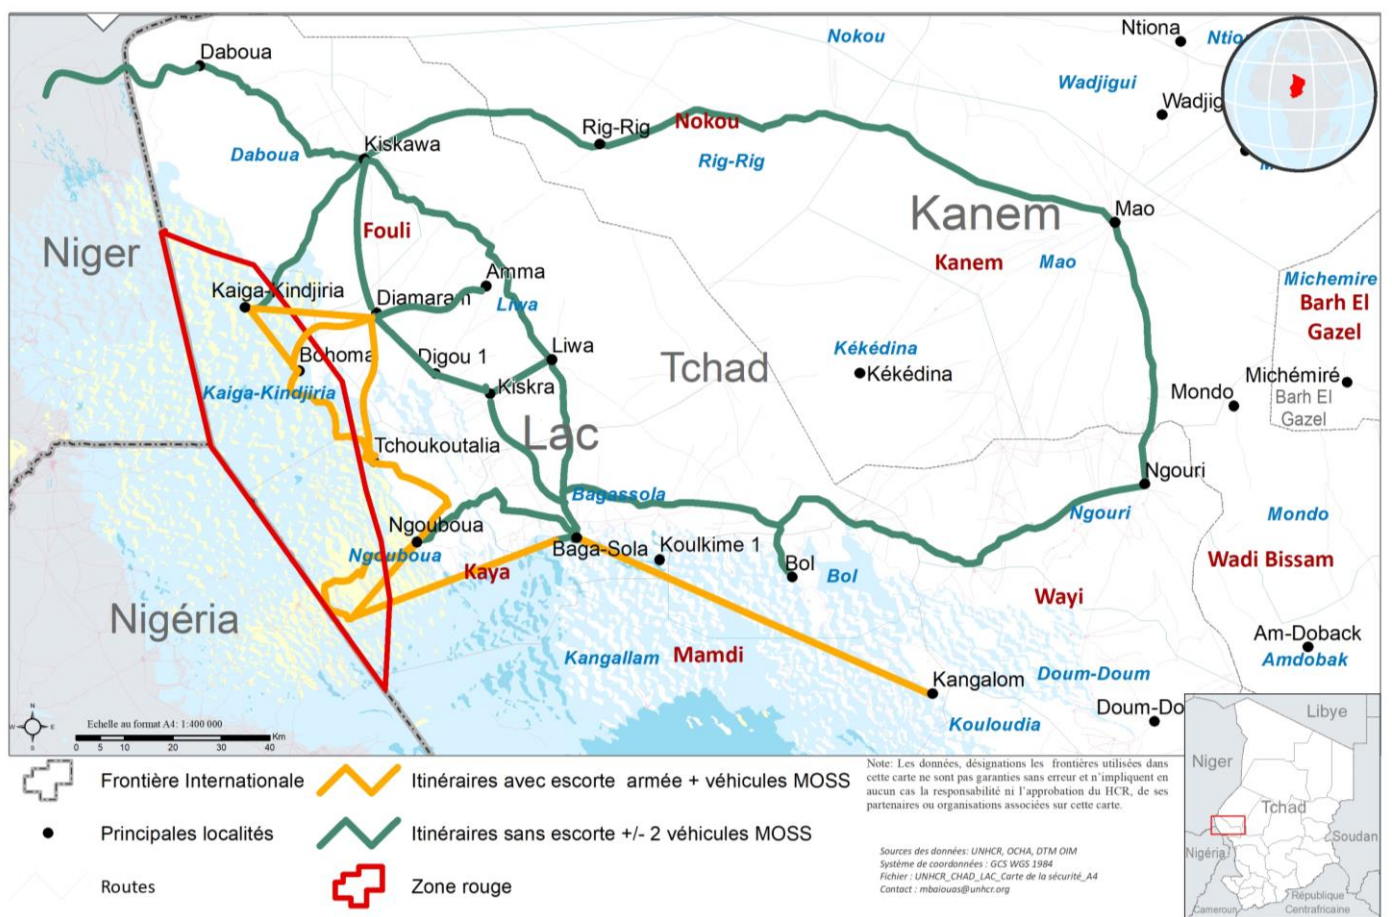 Ntiona
Nokou
Daboua
Wadjigui
Kiskawa
Rig-Rig
Nokou
Daboua
Rig-Rig
Kanem
Mao
Fouli
Niger
Kanem
Mao
Amma
Michemire
Kaiga-Kindjiria
Diamaram
Liwa
Barh El
Gazel
Liwa
Kékédina
Bohoma
Digou 1
Tchad
Kékédina
Michémiré
Kaiga-Kindjiria
Kiskra
Mondo
Barh El
Gazel
Lac
Tchoukoutalia
Ngouri
Bagassola
Ngouri
Mondo
Ngouboua
Ngouboua
Baga-Sola
Koulkime 1
Wadi Bissam
Kaya
Bol
Bol
Wayi
Nigéria
Am-Doback
Kangallam
Mamdi
Amdobak
Doum-Doum
Kangalom
Doum-Do
Kouloudia
N
W E
S
Echelle au format A4: 1:400 000
0 5 10 20 30 40 Km
Libye
Niger
Tchad
Soudan
Nigéria
République
Centrafricaine
Cameroun
Frontière Internationale
Principales localités
Routes
Itinéraires avec escorte armée + véhicules MOSS
Itinéraires sans escorte +/- 2 véhicules MOSS
Zone rouge
Note: Les données, désignations les frontières utilisées dans
cette carte ne sont pas garanties sans erreur et n'impliquent en
aucun cas la responsabilité ni l'approbation du HCR, de ses
partenaires ou organisations associées sur cette carte.
Sources des données: UNHCR, OCHA, DTM OIM
Système de coordonnées : GCS WGS 1984
Fichier : UNHCR_CHAD_LAC_Carte de la sécurité_A4
Contact : mbaiouas@unhcr.org